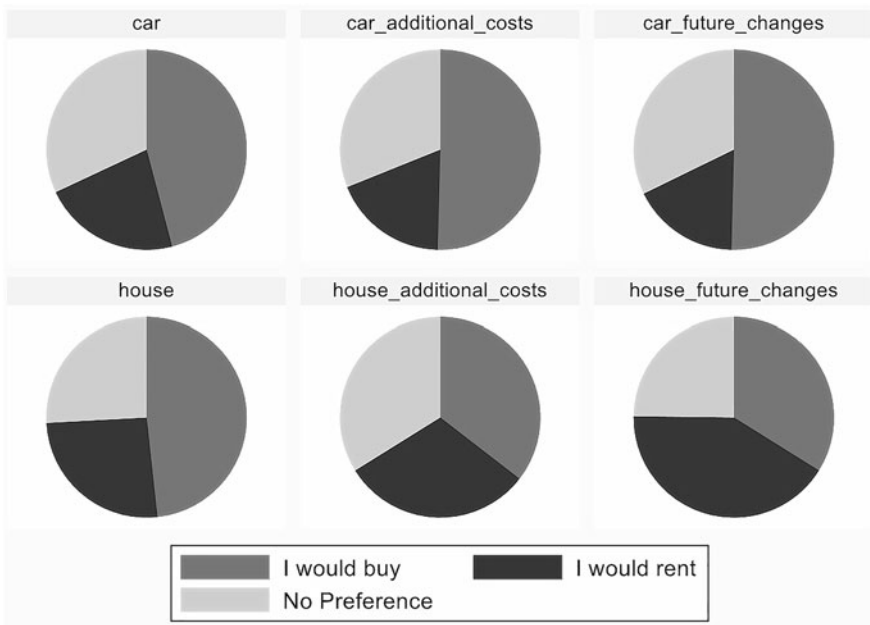 car
car_additional_costs
car_future_changes
house
house_additional_costs
house_future_changes
I would buy
I would rent
No Preference